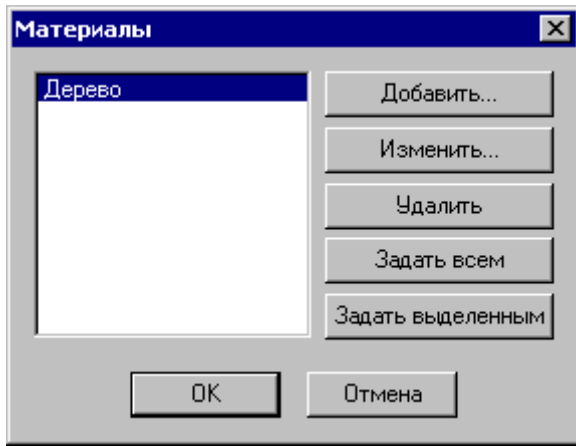 Материалы
Дерево
Добавить...
Изменить...
Удалить
Задать всем
Задать выделенным
OK
Отмена